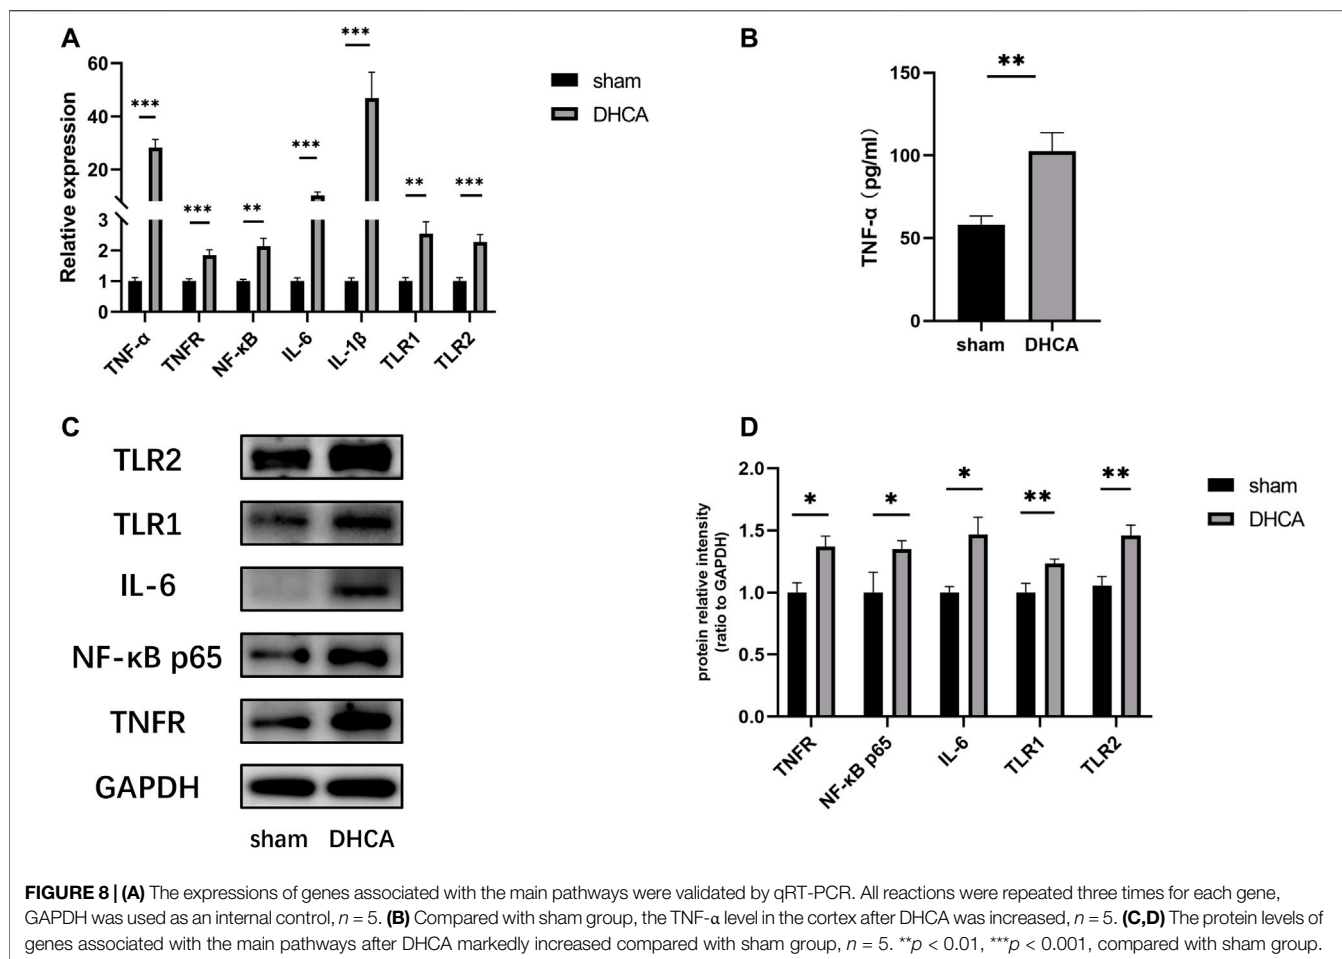 A
***
***
***
***
**
**
***
60
40
20
3
2
1
0
Relative expression
sham
DHCA
TNF-α
TNFR
NF-κB
IL-6
IL-1β
TLR1
TLR2
B
**
150
100
50
0
TNF-α (pg/ml)
sham
DHCA
C
TLR2
TLR1
IL-6
NF-κB p65
TNFR
GAPDH
sham DHCA
D
*
*
*
**
**
2.0
1.5
1.0
0.5
0.0
protein relative intensity
(ratio to GAPDH)
sham
DHCA
TNFR
NF-κB p65
IL-6
TLR1
TLR2
FIGURE 8 | (A) The expressions of genes associated with the main pathways were validated by qRT-PCR. All reactions were repeated three times for each gene,
GAPDH was used as an internal control, n = 5. (B) Compared with sham group, the TNF-α level in the cortex after DHCA was increased, n = 5. (C,D) The protein levels of
genes associated with the main pathways after DHCA markedly increased compared with sham group, n = 5. **p < 0.01, ***p < 0.001, compared with sham group.